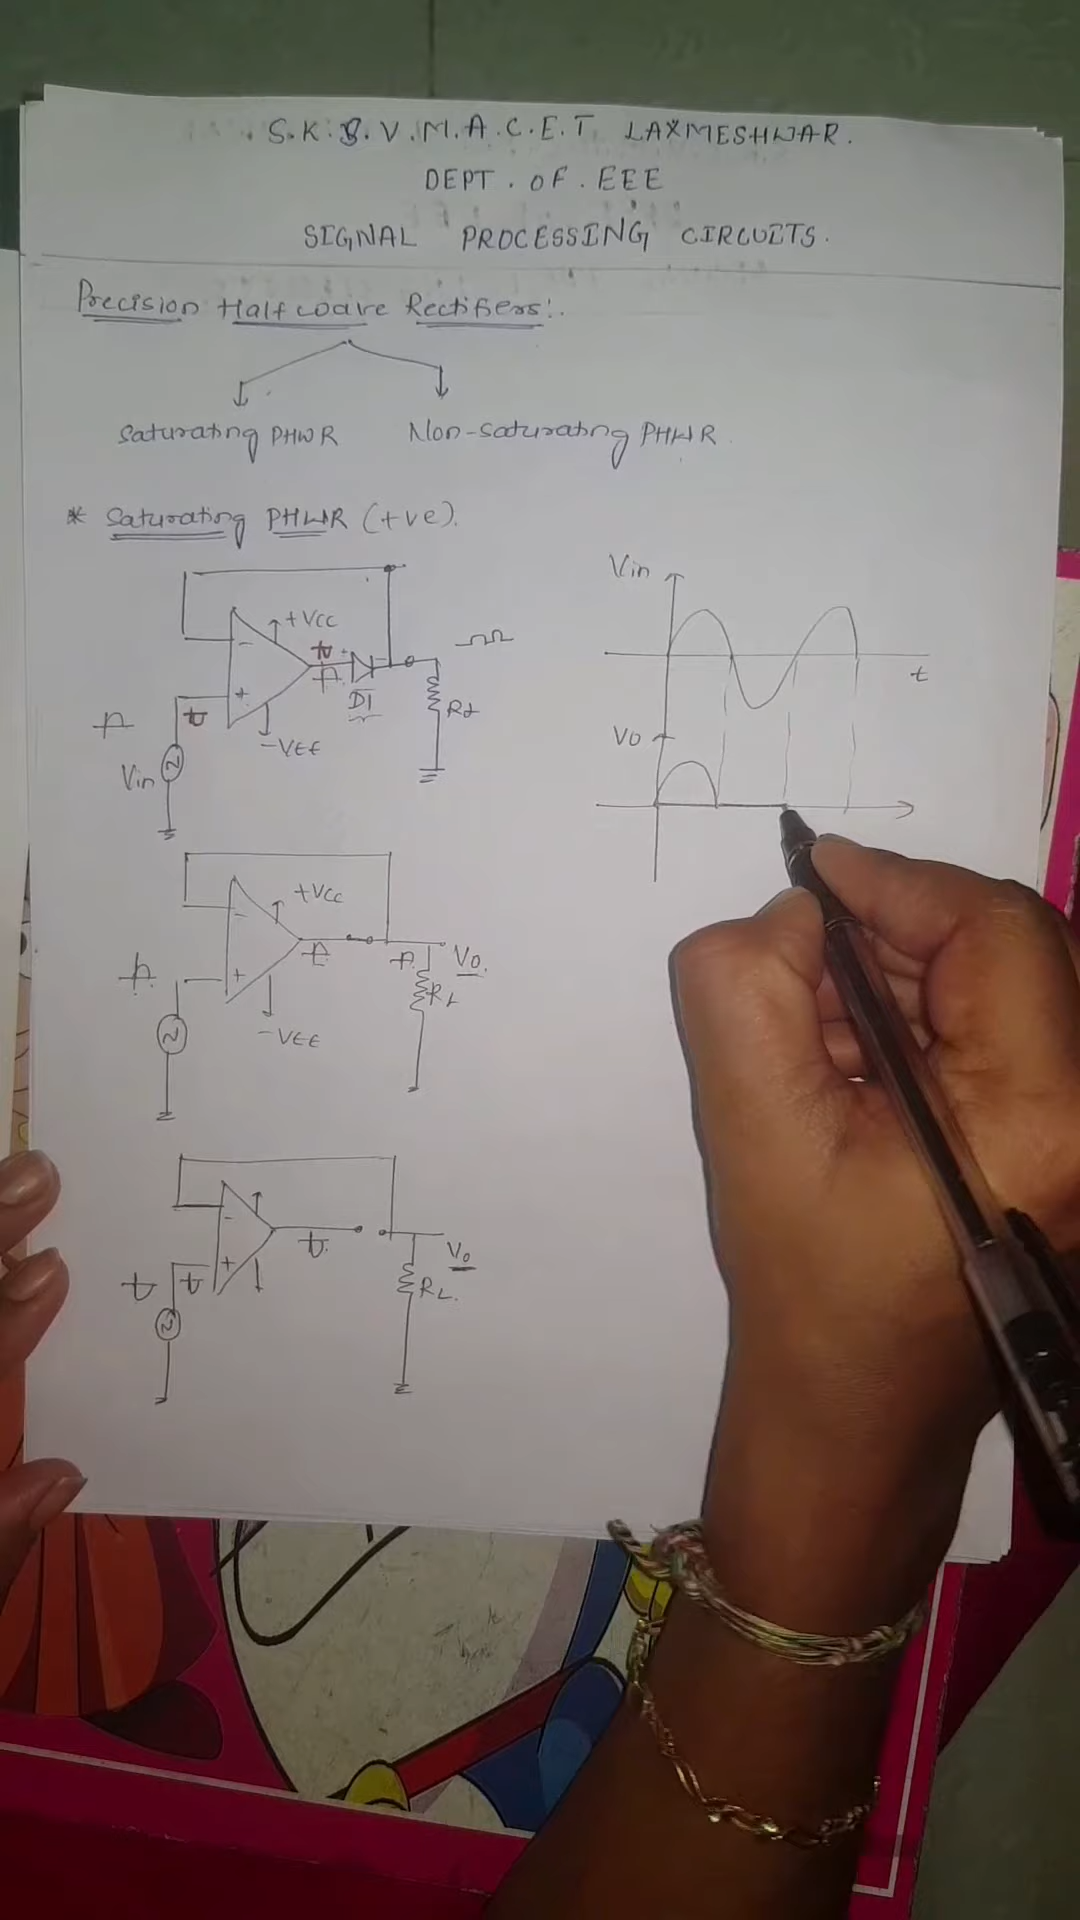 S.K.S.V.M.A.C.E.T LAXMESHWAR.
DEPT. OF. EEE
SIGNAL PROCESSING CIRCUITS.
Precision Halfwave Rectifiers:.
Saturating PHWR Non-saturating PHWR.
* Saturating PHWR (+ve).
Vin
+Vcc
-
+
D1
RL
-VEE
Vin
t
Vo
+Vcc
-
+
Vo.
RL
-VEE
-
+
Vo
RL.